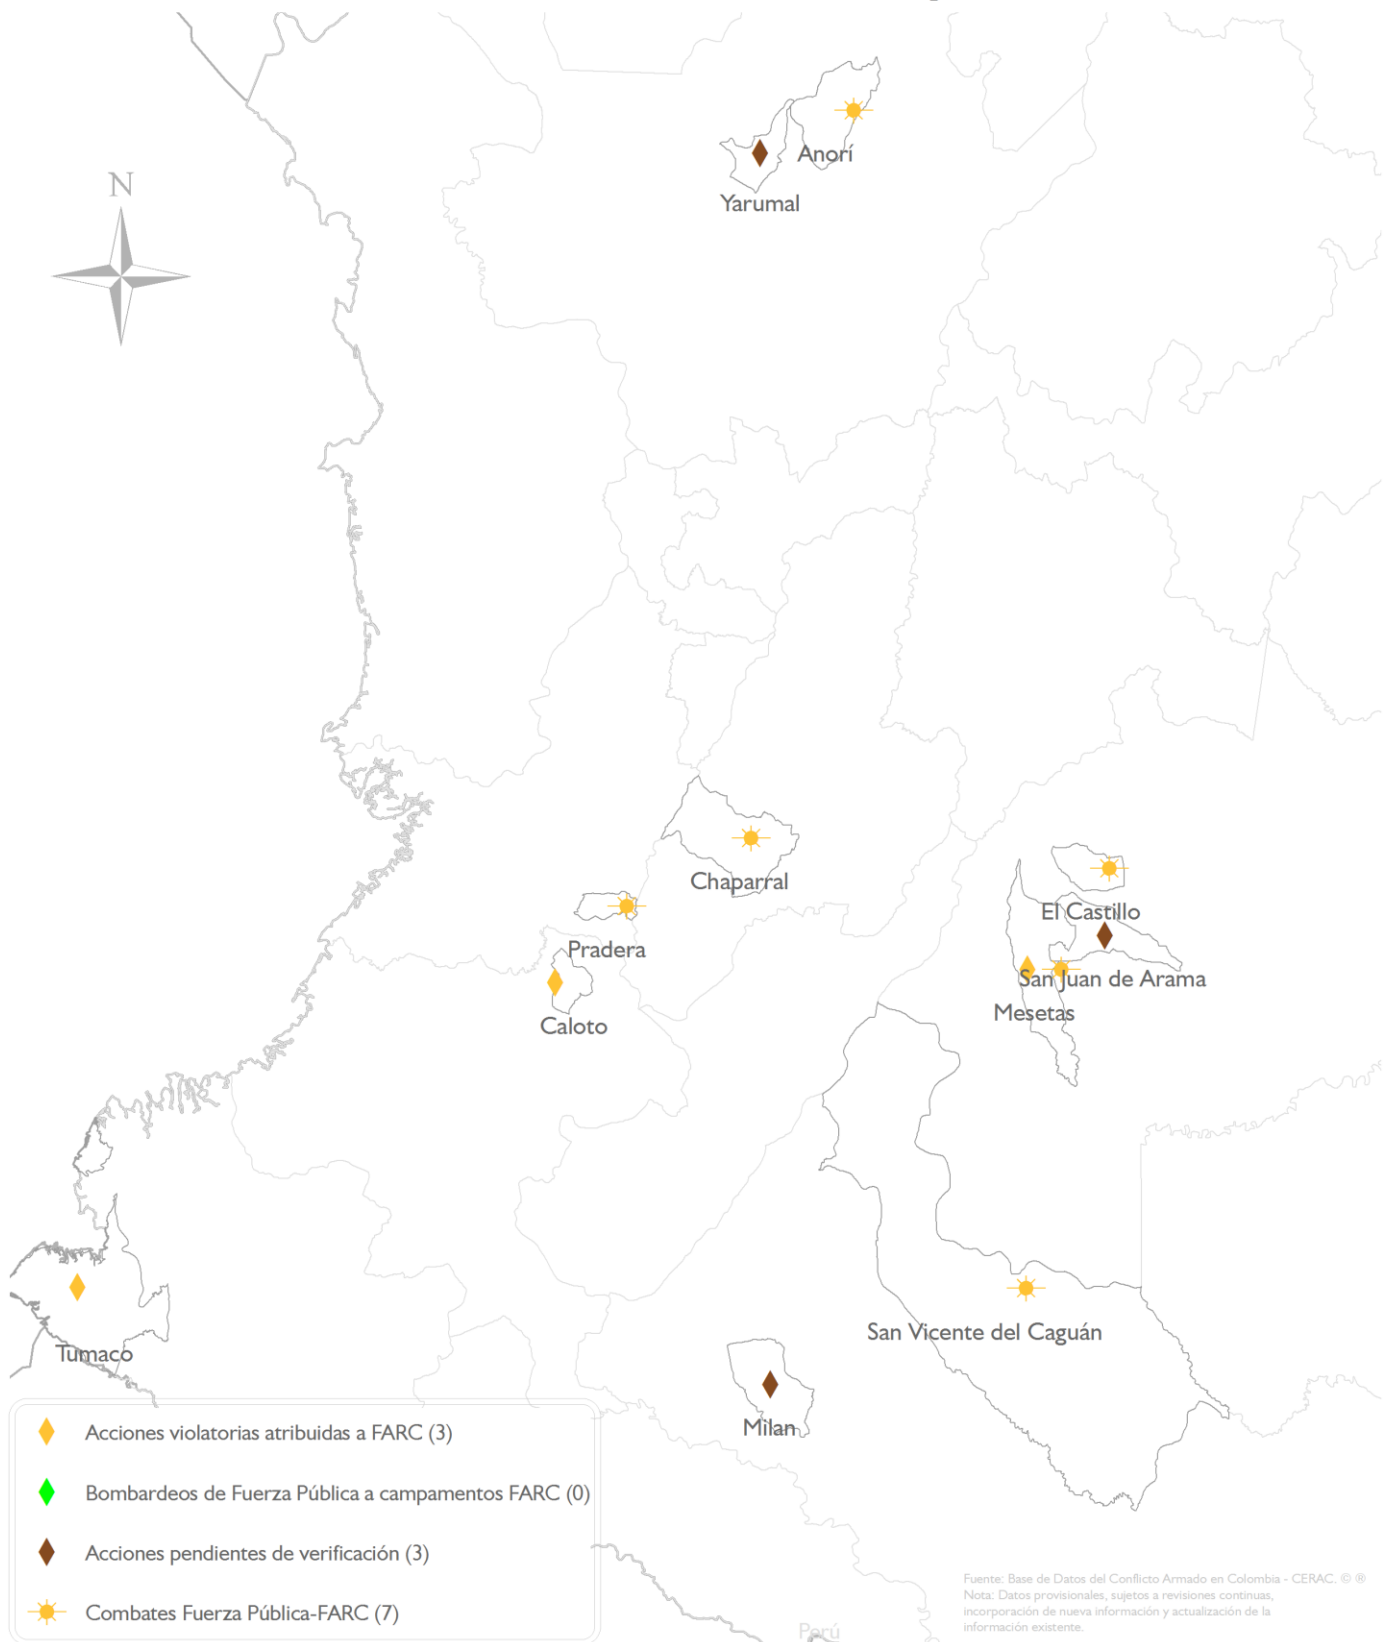 Anorí
Yarumal
N
Chaparral
El Castillo
Pradera
San Juan de Arama
Mesetas
Caloto
San Vicente del Caguán
Tumaco
Milan
Acciones violatorias atribuidas a FARC (3)
Bombardeos de Fuerza Pública a campamentos FARC (0)
Acciones pendientes de verificación (3)
Combates Fuerza Pública-FARC (7)
Fuente: Base de Datos del Conflicto Armado en Colombia - CERAC. © ®
Nota: Datos provisionales, sujetos a revisiones continuas,
incorporación de nueva información y actualización de la
información existente.
Perú